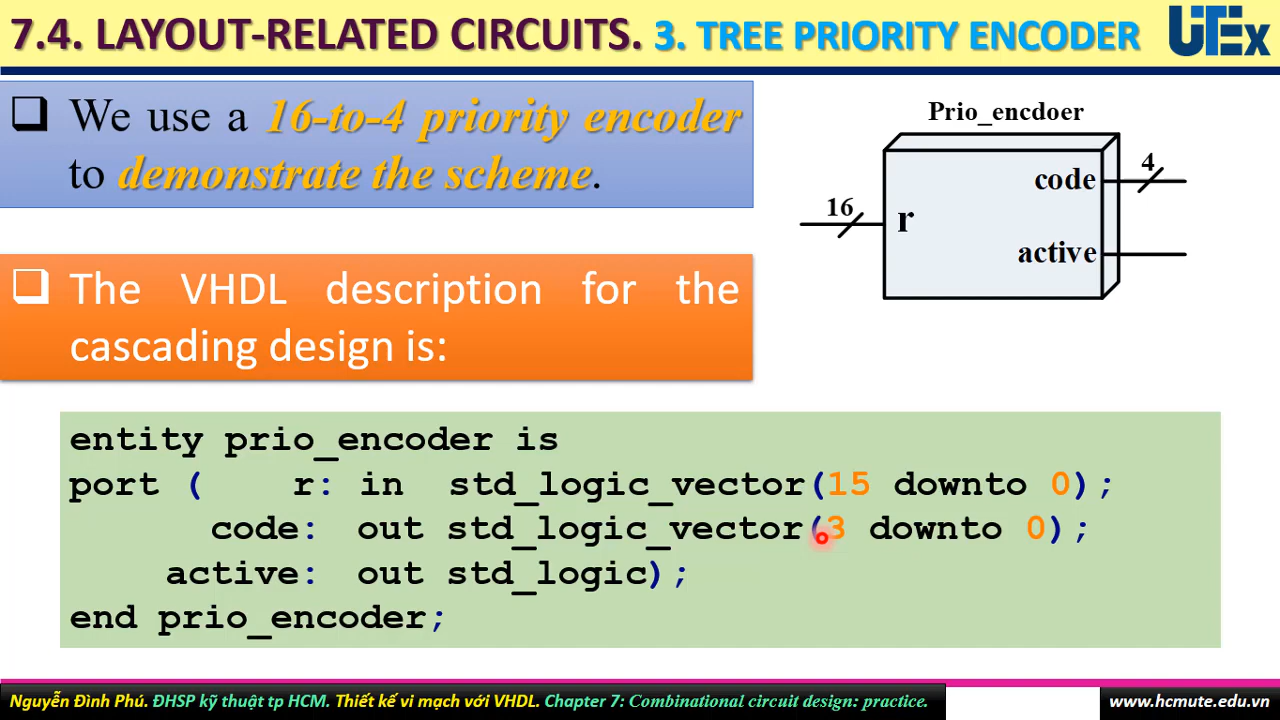 7.4. LAYOUT-RELATED CIRCUITS. 3. TREE PRIORITY ENCODER
UTEx
We use a 16-to-4 priority encoder
to demonstrate the scheme.
Prio_encdoer
16
r
code
4
active
The VHDL description for the
cascading design is:
entity prio_encoder is
port ( r: in std_logic_vector(15 downto 0);
code: out std_logic_vector(3 downto 0);
active: out std_logic);
end prio_encoder;
Nguyễn Đình Phú. ĐHSP kỹ thuật tp HCM. Thiết kế vi mạch với VHDL. Chapter 7: Combinational circuit design: practice.
www.hcmute.edu.vn